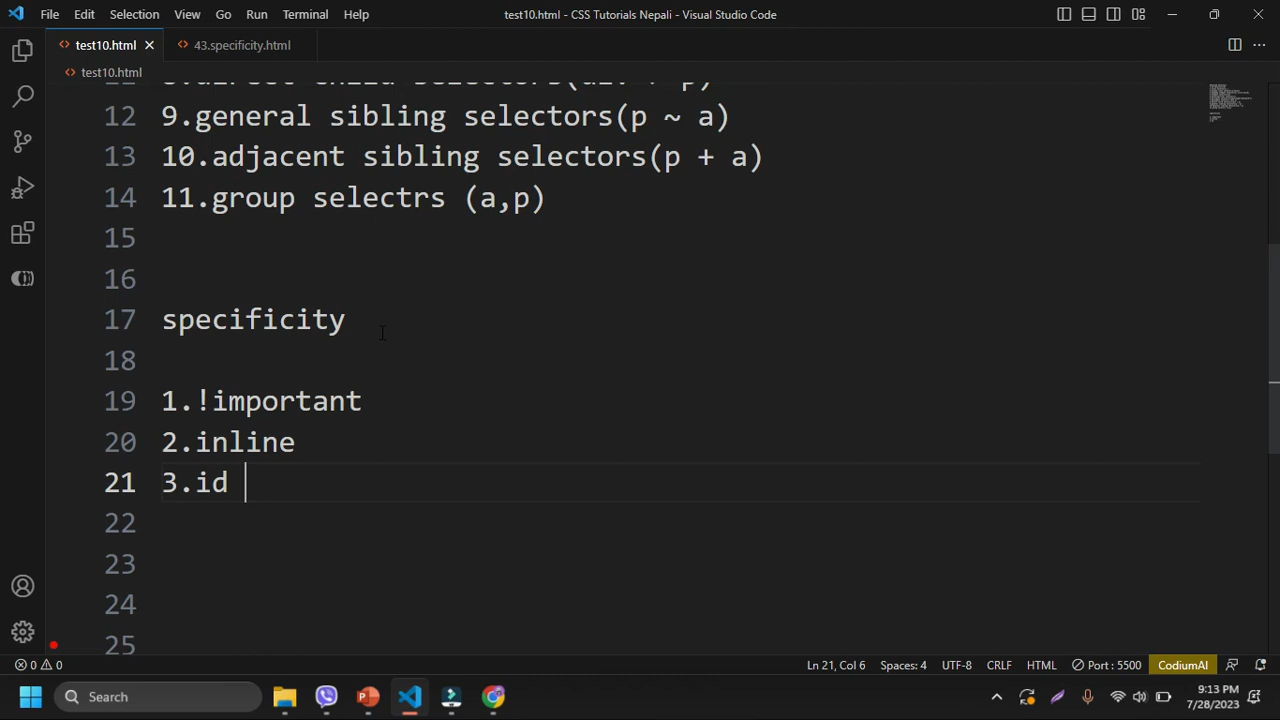 File Edit Selection View Go Run Terminal Help
test10.html - CSS Tutorials Nepali - Visual Studio Code
test10.html
43.specificity.html
test10.html
12 9.general sibling selectors(p ~ a)
13 10.adjacent sibling selectors(p + a)
14 11.group selectrs (a,p)
15
16
17 specificity
18
19 1.!important
20 2.inline
21 3.id
22
23
24
25
0 0
Ln 21, Col 6 Spaces: 4 UTF-8 CRLF HTML Port : 5500 CodiumAI
Search
9:13 PM
7/28/2023